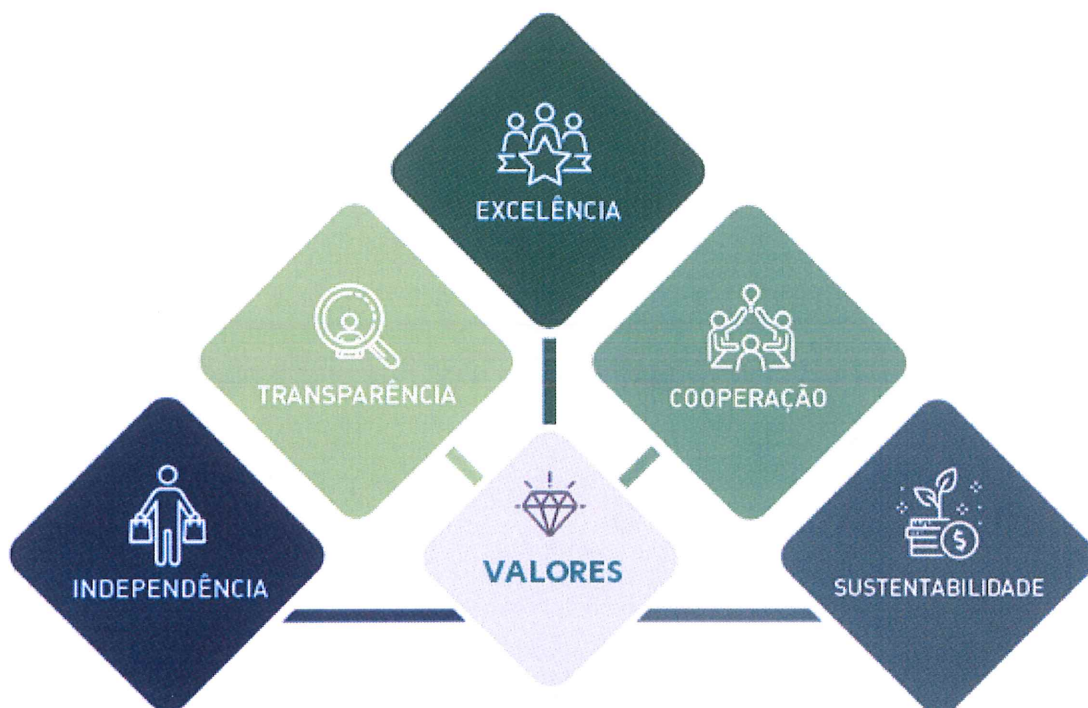 EXCELÊNCIA
TRANSPARÊNCIA
COOPERAÇÃO
INDEPENDÊNCIA
VALORES
SUSTENTABILIDADE